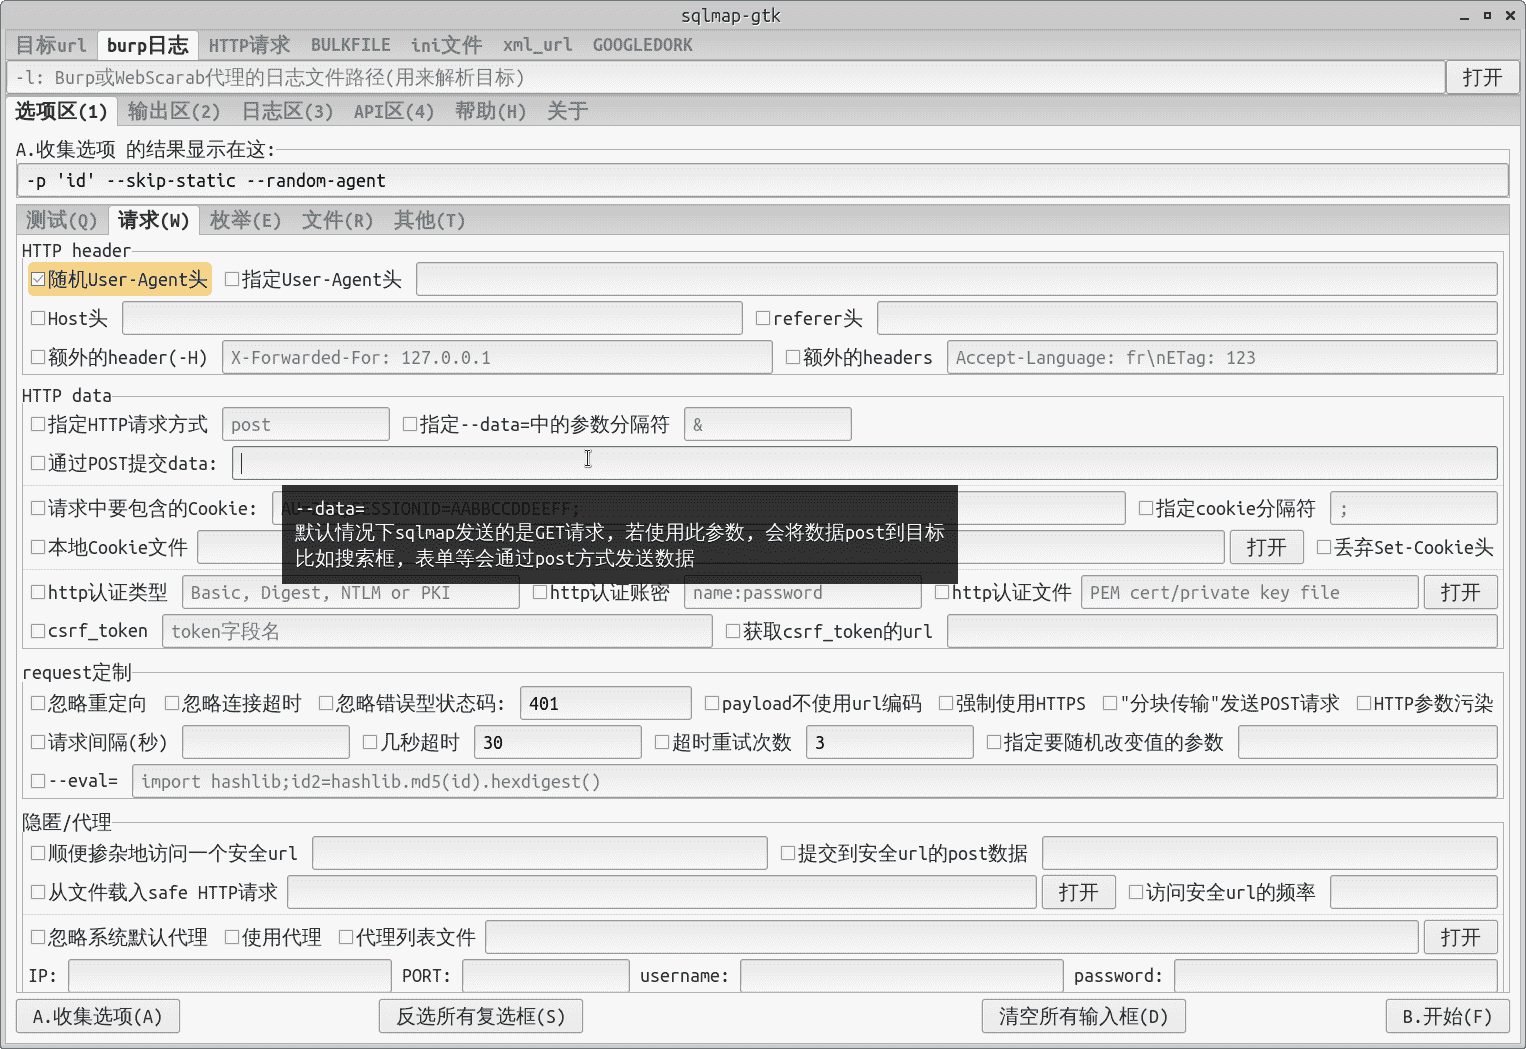 sqlmap-gtk
目标url burp日志 HTTP请求 BULKFILE ini文件 xml_url GOOGLEDORK
-l: Burp或WebScarab代理的日志文件路径(用来解析目标) 打开
选项区(1) 输出区(2) 日志区(3) API区(4) 帮助(H) 关于
A.收集选项 的结果显示在这:
-p 'id' --skip-static --random-agent
测试(Q) 请求(W) 枚举(E) 文件(R) 其他(T)
HTTP header
随机User-Agent头 指定User-Agent头
Host头 referer头
额外的header(-H) X-Forwarded-For: 127.0.0.1 额外的headers Accept-Language: fr\nETag: 123
HTTP data
指定HTTP请求方式 post 指定--data=中的参数分隔符 &
通过POST提交data:
请求中要包含的Cookie: SESSIONID=AABBCCDDEEFF; 指定cookie分隔符 ;
--data=
默认情况下sqlmap发送的是GET请求, 若使用此参数, 会将数据post到目标
比如搜索框, 表单等会通过post方式发送数据
本地Cookie文件 打开 丢弃Set-Cookie头
http认证类型 Basic, Digest, NTLM or PKI http认证账密 name:password http认证文件 PEM cert/private key file 打开
csrf_token token字段名 获取csrf_token的url
request定制
忽略重定向 忽略连接超时 忽略错误型状态码: 401 payload不使用url编码 强制使用HTTPS "分块传输"发送POST请求 HTTP参数污染
请求间隔(秒) 几秒超时 30 超时重试次数 3 指定要随机改变值的参数
--eval= import hashlib;id2=hashlib.md5(id).hexdigest()
隐匿/代理
顺便掺杂地访问一个安全url 提交到安全url的post数据
从文件载入safe HTTP请求 打开 访问安全url的频率
忽略系统默认代理 使用代理 代理列表文件 打开
IP: PORT: username: password:
A.收集选项(A) 反选所有复选框(S) 清空所有输入框(D) B.开始(F)